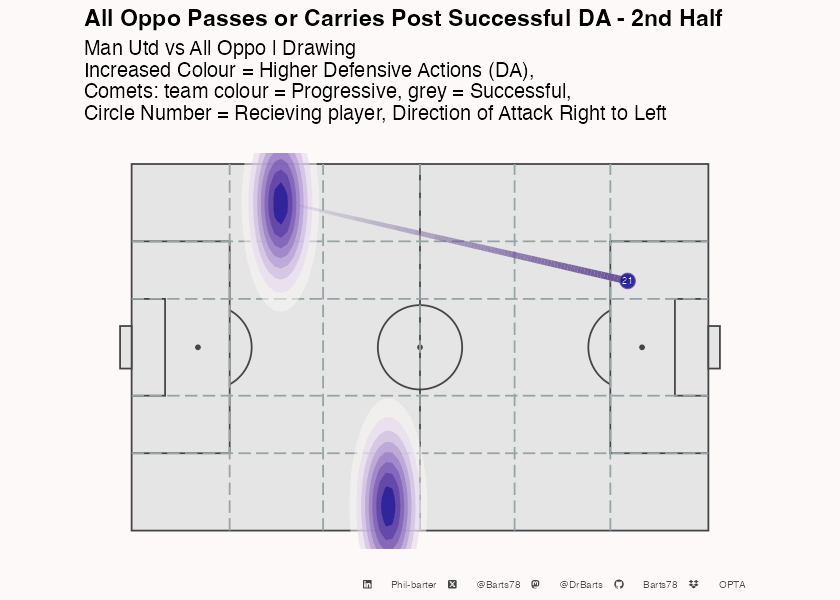 All Oppo Passes or Carries Post Successful DA - 2nd Half
Man Utd vs All Oppo | Drawing
Increased Colour = Higher Defensive Actions (DA),
Comets: team colour = Progressive, grey = Successful,
Circle Number = Recieving player, Direction of Attack Right to Left
21
Phil-barter @Barts78 @DrBarts Barts78 OPTA